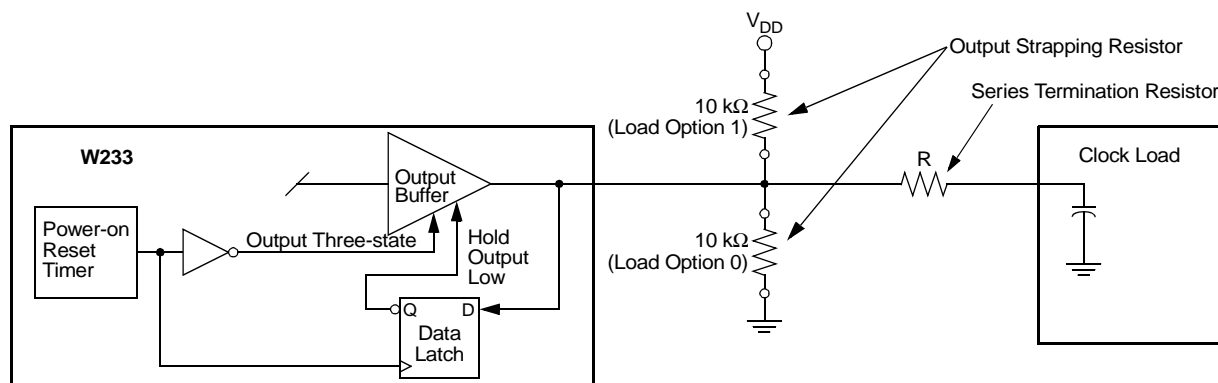 V_DD
Output Strapping Resistor
Series Termination Resistor
10 kΩ
(Load Option 1)
W233
Clock Load
R
Output
Buffer
Power-on
Reset
Timer
Output Three-state
Hold
Output
Low
10 kΩ
(Load Option 0)
Q
D
Data
Latch